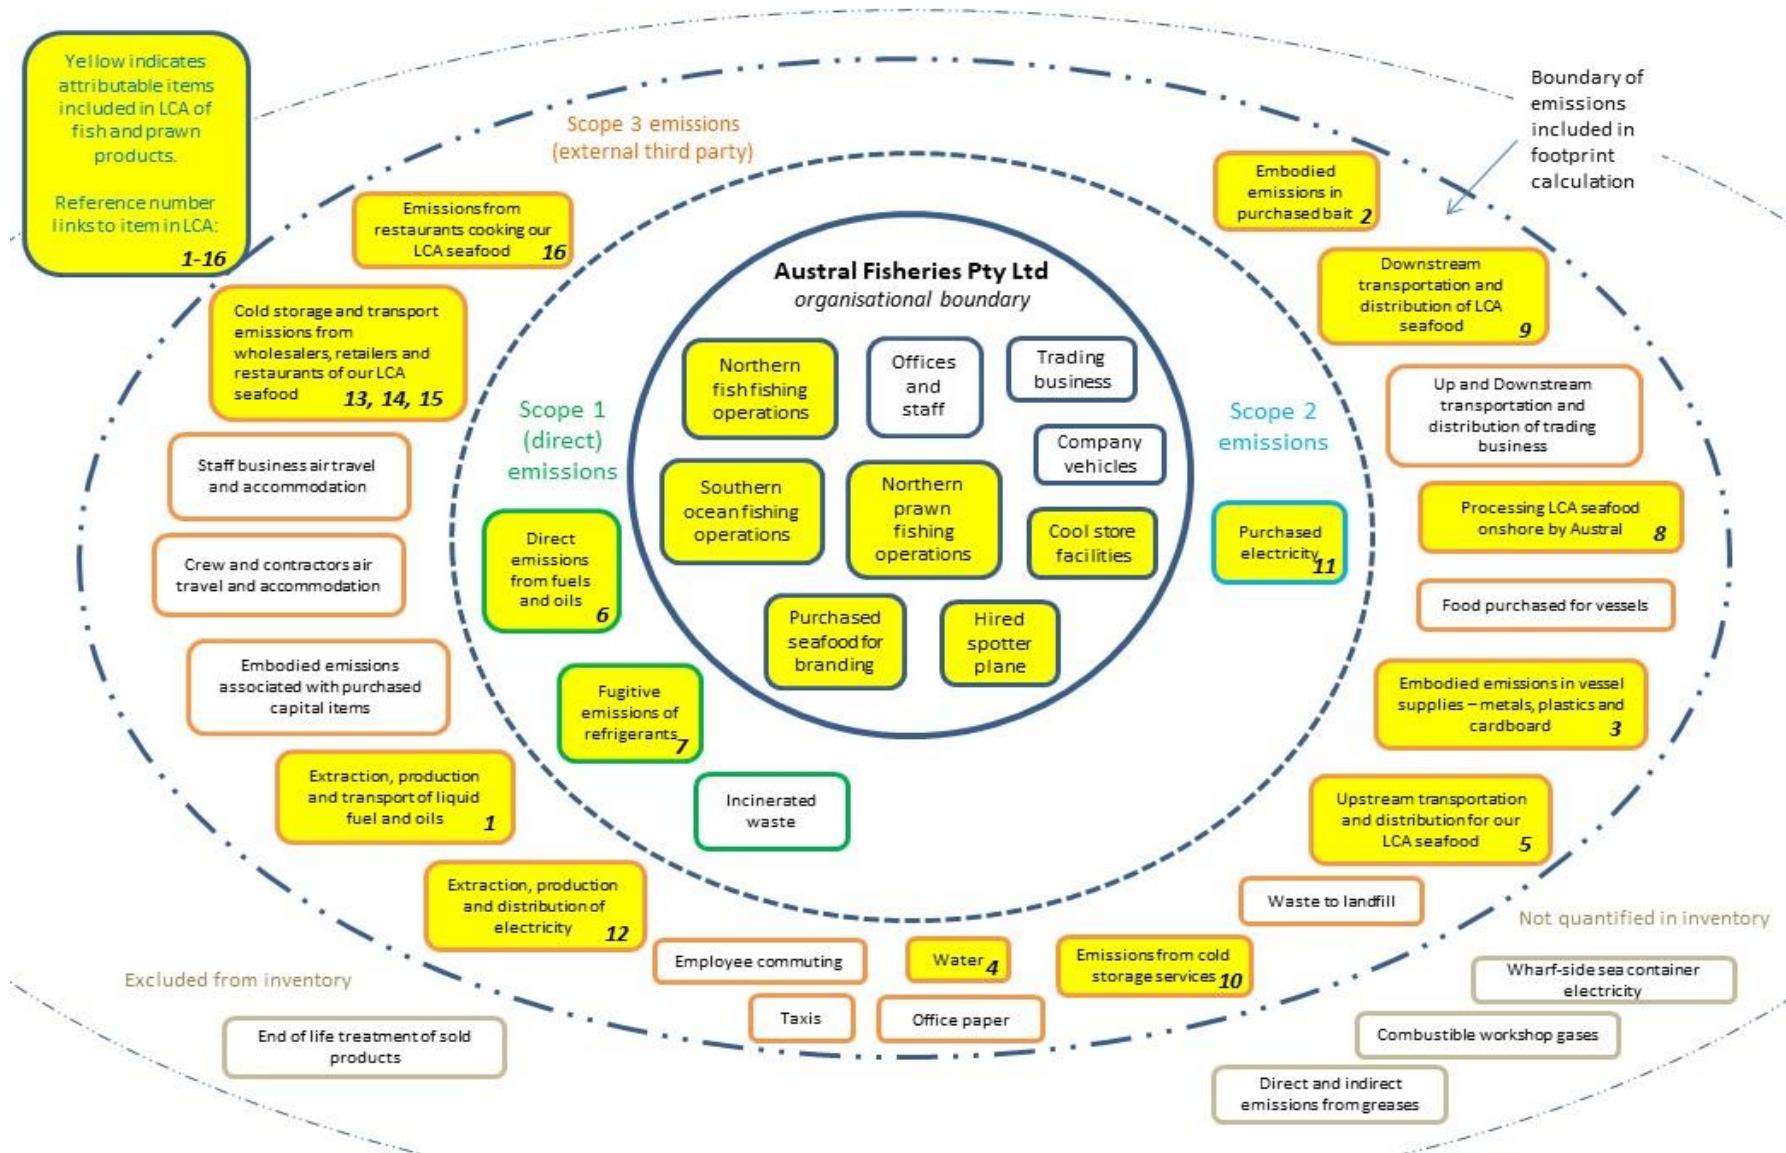 Yellow indicates
attributable items
included in LCA of
fish and prawn
products.
Reference number
links to item in LCA:
1-16
Scope 3 emissions
(external third party)
Boundary of
emissions
included in
footprint
calculation
Emissions from
restaurants cooking our
LCA seafood 16
Embodied
emissions in
purchased bait 2
Cold storage and transport
emissions from
wholesalers, retailers and
restaurants of our LCA
seafood 13, 14, 15
Downstream
transportation and
distribution of LCA
seafood 9
Austral Fisheries Pty Ltd
organisational boundary
Northern
fish fishing
operations
Offices
and
staff
Trading
business
Company
vehicles
Southern
ocean fishing
operations
Northern
prawn
fishing
operations
Cool store
facilities
Purchased
seafood for
branding
Hired
spotter
plane
Scope 1
(direct)
emissions
Scope 2
emissions
Direct
emissions
from fuels
and oils 6
Fugitive
emissions of
refrigerants 7
Incinerated
waste
Purchased
electricity 11
Up and Downstream
transportation and
distribution of trading
business
Processing LCA seafood
onshore by Austral 8
Food purchased for vessels
Embodied emissions in vessel
supplies – metals, plastics and
cardboard 3
Upstream transportation
and distribution for our
LCA seafood 5
Waste to landfill
Staff business air travel
and accommodation
Crew and contractors air
travel and accommodation
Embodied emissions
associated with purchased
capital items
Extraction, production
and transport of liquid
fuel and oils 1
Extraction, production
and distribution of
electricity 12
Employee commuting
Water 4
Emissions from cold
storage services 10
Taxis
Office paper
Excluded from inventory
End of life treatment of sold
products
Not quantified in inventory
Wharf-side sea container
electricity
Combustible workshop gases
Direct and indirect
emissions from greases